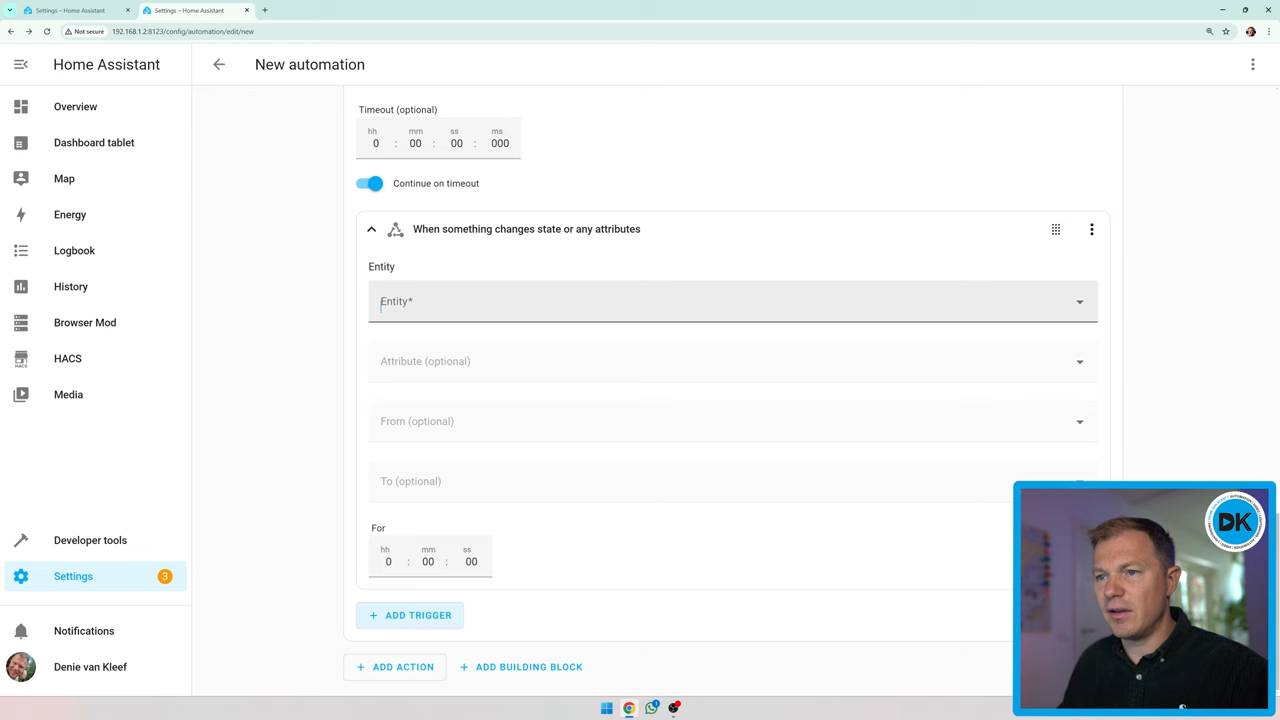 Settings – Home Assistant
Settings – Home Assistant
Not secure
192.168.1.2:8123/config/automation/edit/new
Home Assistant
New automation
Overview
Dashboard tablet
Map
Energy
Logbook
History
Browser Mod
HACS
HACS
Media
Developer tools
Settings
3
Notifications
Denie van Kleef
Timeout (optional)
hh mm ss ms
0 : 00 : 00 : 000
Continue on timeout
When something changes state or any attributes
Entity
Entity*
Attribute (optional)
From (optional)
To (optional)
For
hh mm ss
0 : 00 : 00
+ ADD TRIGGER
+ ADD ACTION
+ ADD BUILDING BLOCK
DK